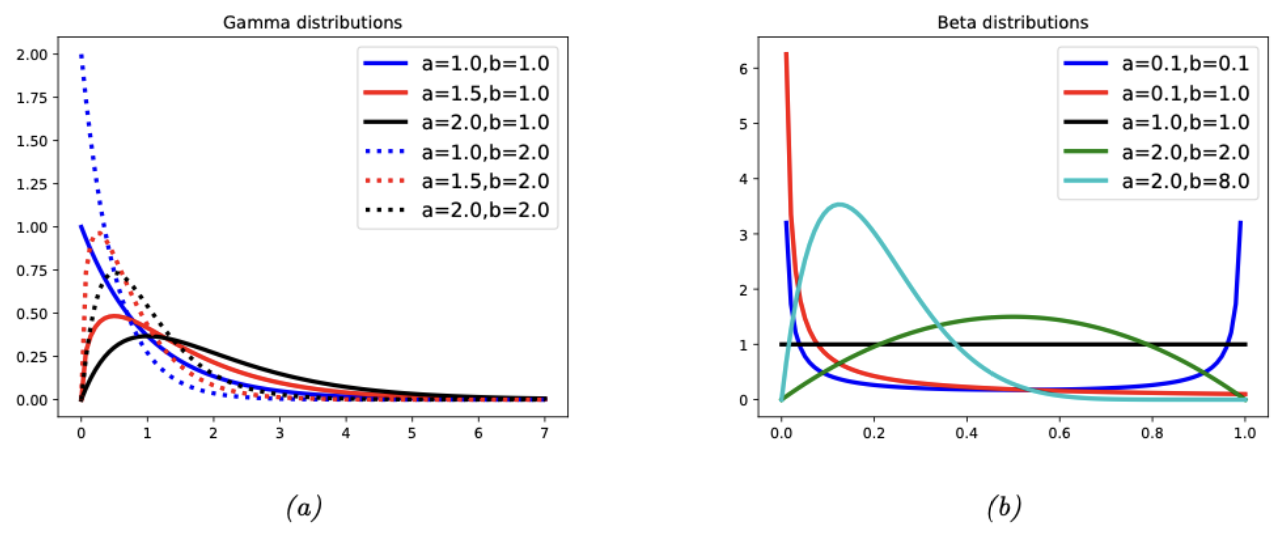 Gamma distributions
2.00
1.75
1.50
1.25
1.00
0.75
0.50
0.25
0.00
0 1 2 3 4 5 6 7
a=1.0,b=1.0
a=1.5,b=1.0
a=2.0,b=1.0
a=1.0,b=2.0
a=1.5,b=2.0
a=2.0,b=2.0
(a)
Beta distributions
6
5
4
3
2
1
0
0.0 0.2 0.4 0.6 0.8 1.0
a=0.1,b=0.1
a=0.1,b=1.0
a=1.0,b=1.0
a=2.0,b=2.0
a=2.0,b=8.0
(b)